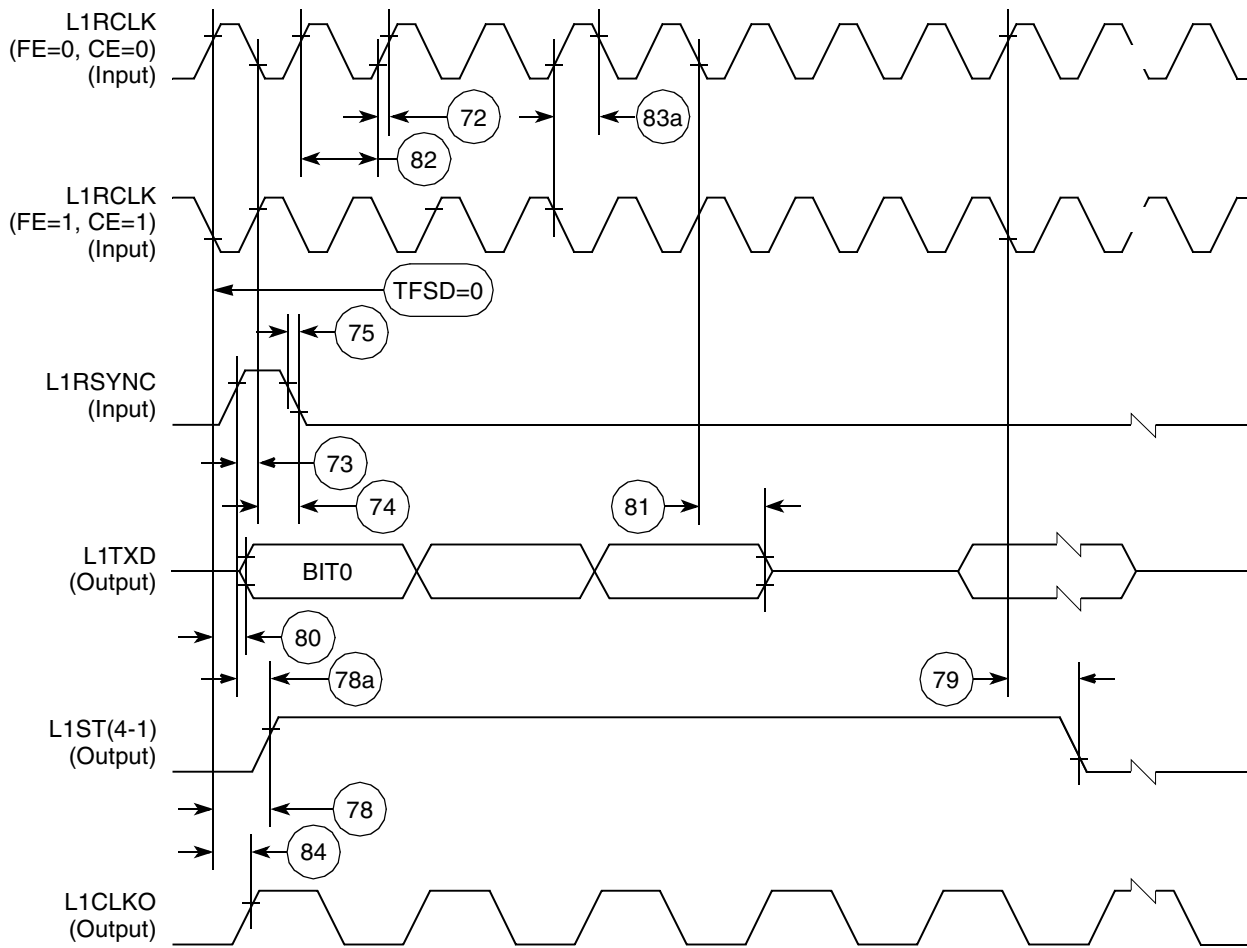 L1RCLK
(FE=0, CE=0)
(Input)
72
83a
82
L1RCLK
(FE=1, CE=1)
(Input)
TFSD=0
75
L1RSYNC
(Input)
73
74
81
L1TXD
(Output)
BIT0
80
78a
79
L1ST(4-1)
(Output)
78
84
L1CLKO
(Output)